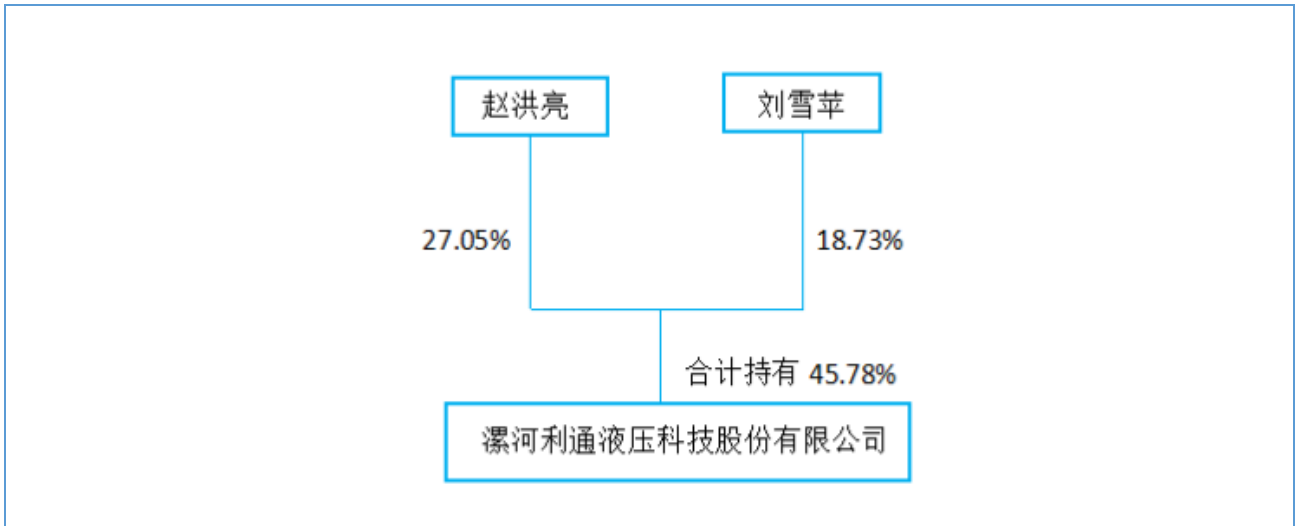 赵洪亮
刘雪苹
27.05%
18.73%
合计持有 45.78%
漯河利通液压科技股份有限公司